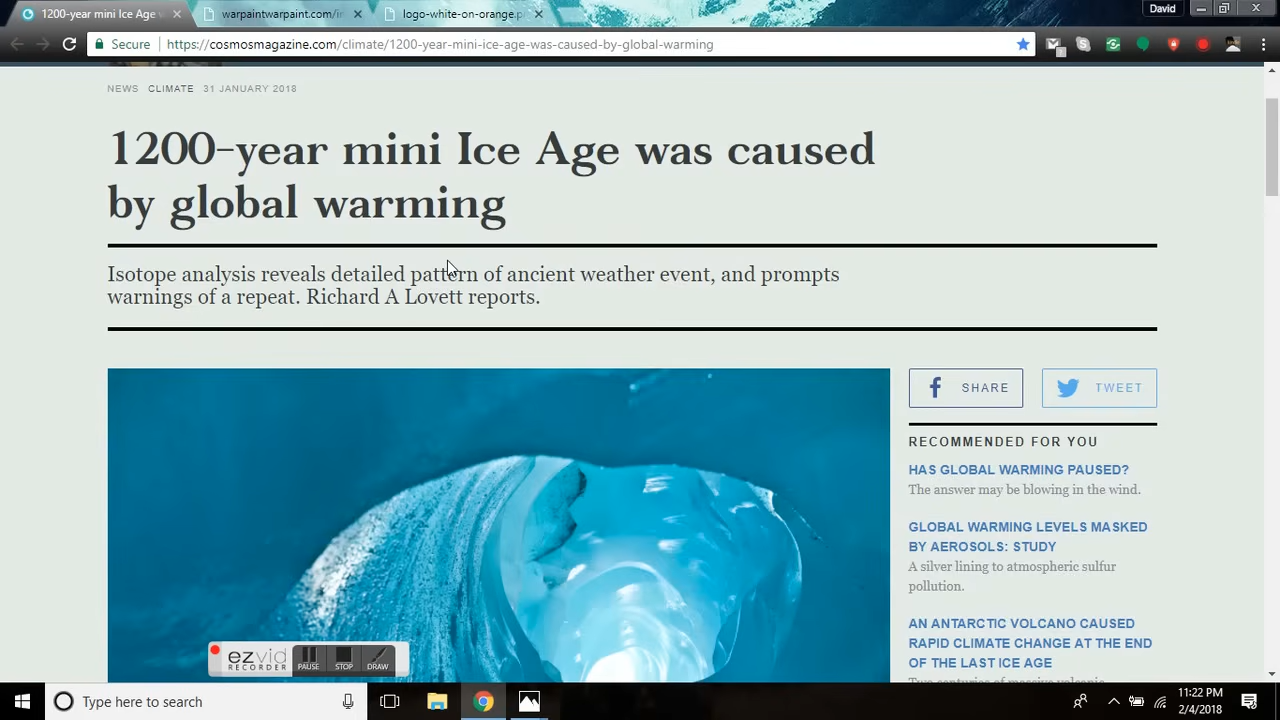 1200-year mini Ice Age w
warpaintwarpaint.com/i
logo-white-on-orange.p
David
Secure
https://cosmosmagazine.com/climate/1200-year-mini-ice-age-was-caused-by-global-warming
1
NEWS CLIMATE 31 JANUARY 2018
1200-year mini Ice Age was caused
by global warming
Isotope analysis reveals detailed pattern of ancient weather event, and prompts
warnings of a repeat. Richard A Lovett reports.
SHARE
TWEET
RECOMMENDED FOR YOU
HAS GLOBAL WARMING PAUSED?
The answer may be blowing in the wind.
GLOBAL WARMING LEVELS MASKED
BY AEROSOLS: STUDY
A silver lining to atmospheric sulfur
pollution.
AN ANTARCTIC VOLCANO CAUSED
RAPID CLIMATE CHANGE AT THE END
OF THE LAST ICE AGE
Two centuries of massive volcanic
ezvid
RECORDER
PAUSE
STOP
DRAW
Type here to search
11:22 PM
2/4/2018